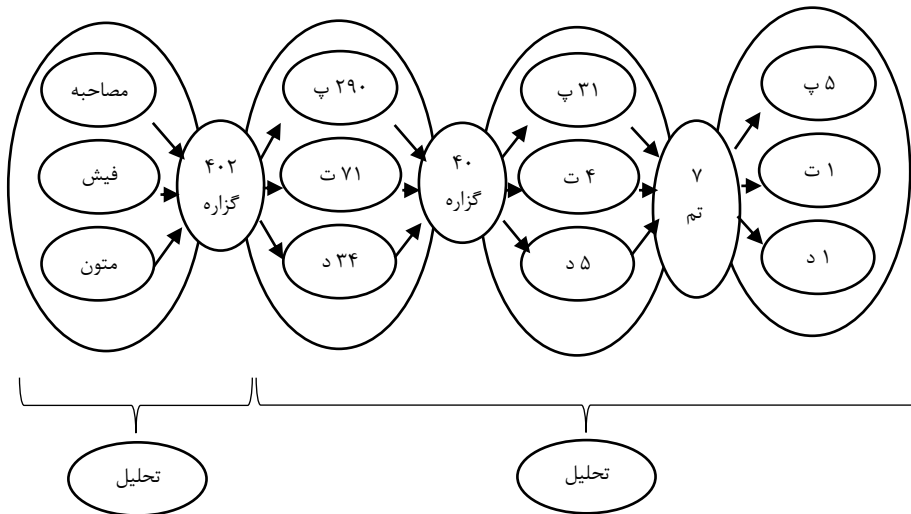 مصاحبه
فیش
متون
۴۰۲
گزاره
۲۹۰ پ
۷۱ ت
۳۴ د
۴۰
گزاره
۳۱ پ
۴ ت
۵ د
۷
تم
۵ پ
۱ ت
۱ د
تحلیل
تحلیل